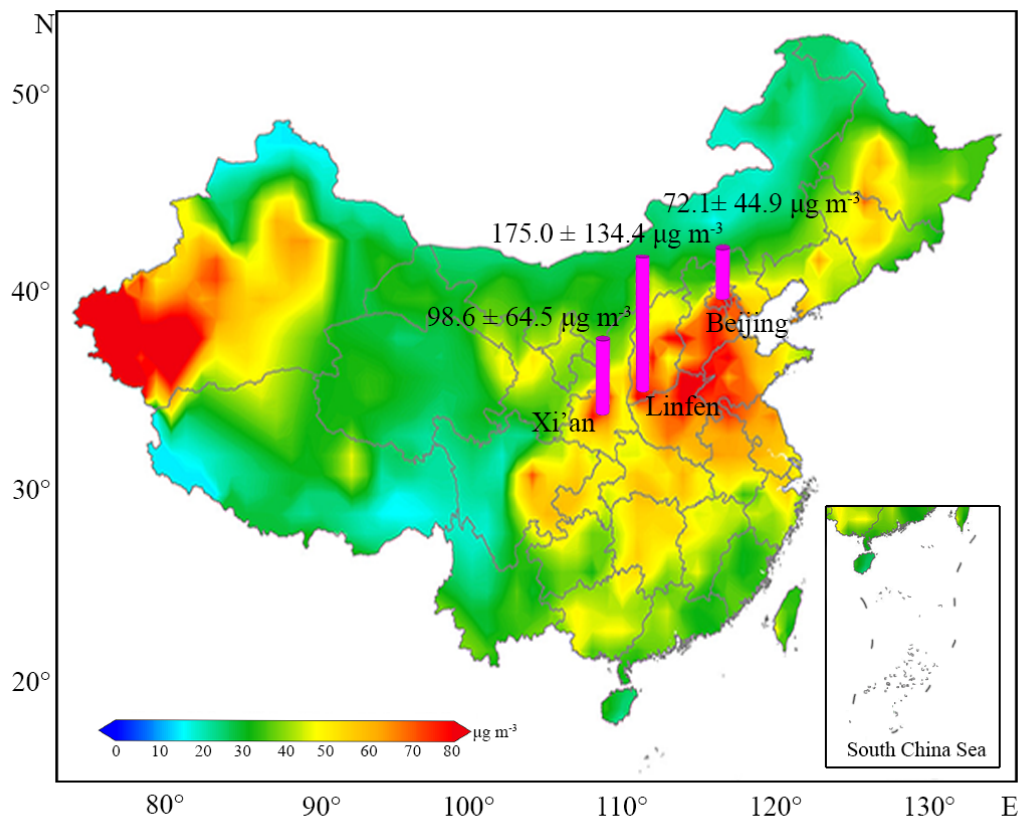 N
50°
72.1± 44.9 μg m-3
175.0 ± 134.4 μg m-3
40°
98.6 ± 64.5 μg m-3
Beijing
Linfen
Xi’an
30°
20°
μg m-3
0 10 20 30 40 50 60 70 80
South China Sea
80° 90° 100° 110° 120° 130° E